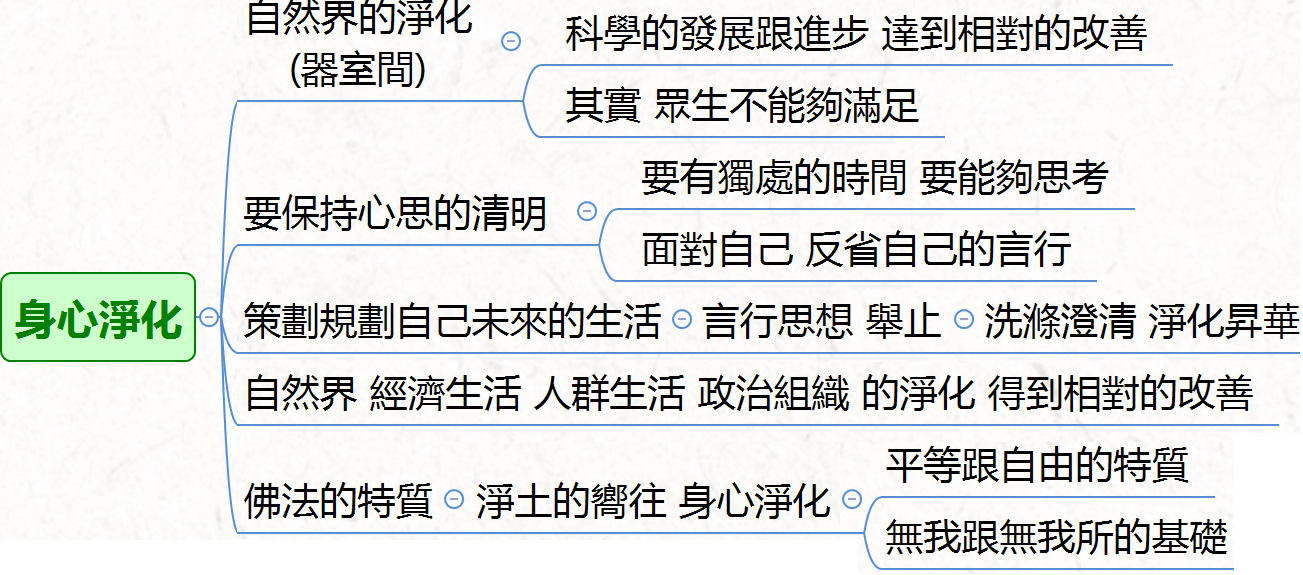 自然界的淨化
(器室間)
科學的發展跟進步 達到相對的改善
其實 眾生不能夠滿足
要保持心思的清明
要有獨處的時間 要能夠思考
面對自己 反省自己的言行
身心淨化
策劃規劃自己未來的生活
言行思想 舉止
洗滌澄清 淨化昇華
自然界 經濟生活 人群生活 政治組織 的淨化 得到相對的改善
佛法的特質
淨土的嚮往 身心淨化
平等跟自由的特質
無我跟無我所的基礎